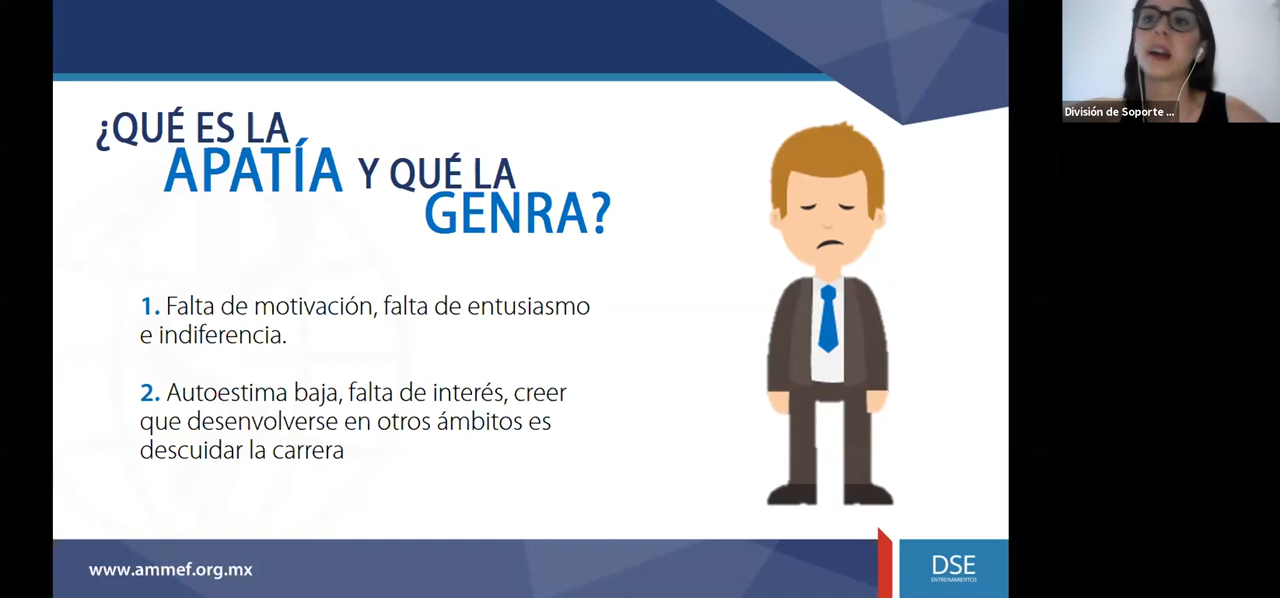 ¿QUÉ ES LA
APATÍA Y QUÉ LA
GENRA?
1. Falta de motivación, falta de entusiasmo
e indiferencia.
2. Autoestima baja, falta de interés, creer
que desenvolverse en otros ámbitos es
descuidar la carrera
www.ammef.org.mx
DSE
ENTRENAMIENTOS
División de Soporte ...